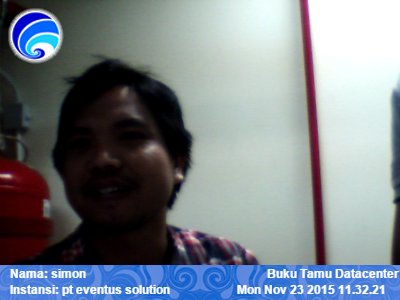 Nama: simon
Buku Tamu Datacenter
Instansi: pt eventus solution
Mon Nov 23 2015 11.32.21